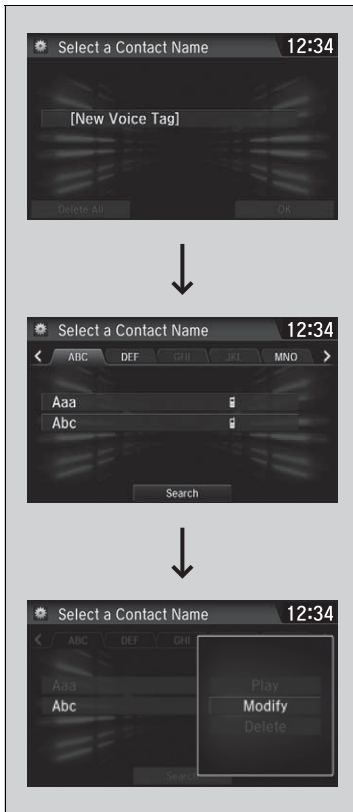 Select a Contact Name 12:34
[New Voice Tag]
Delete All OK
Select a Contact Name 12:34
ABC DEF GHI JKL MNO
Aaa
Abc
Search
Select a Contact Name 12:34
ABC DEF GHI
Aaa
Abc
Play
Modify
Delete
Search